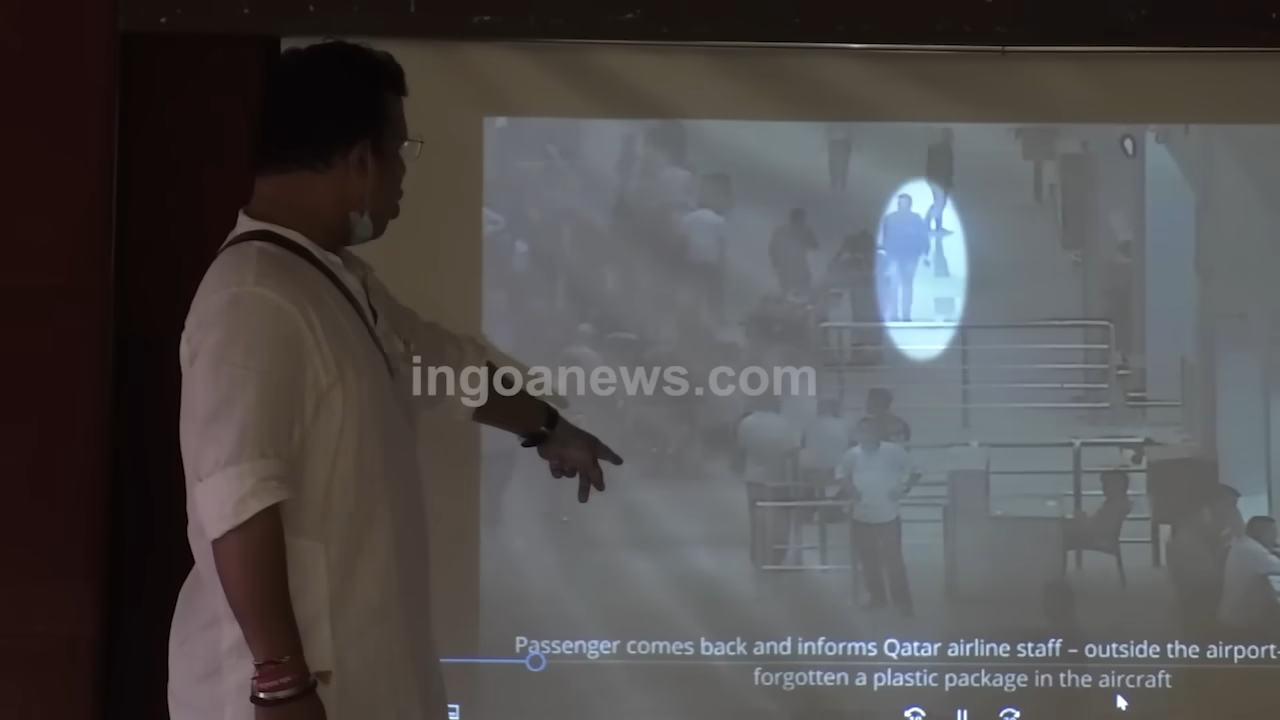 ingoanews.com
Passenger comes back and informs Qatar airline staff – outside the airport-
forgotten a plastic package in the aircraft